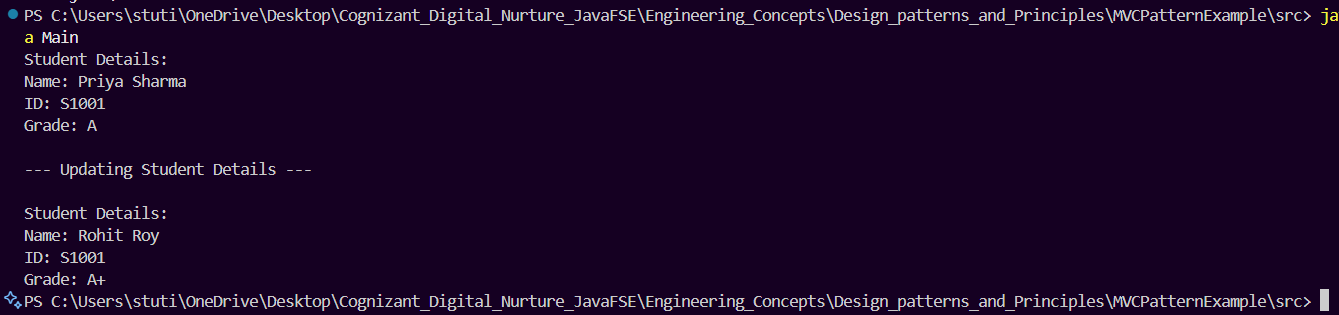 PS C:\Users\stuti\OneDrive\Desktop\Cognizant_Digital_Nurture_JavaFSE\Engineering_Concepts\Design_patterns_and_Principles\MVCPatternExample\src> ja
a Main
Student Details:
Name: Priya Sharma
ID: S1001
Grade: A
--- Updating Student Details ---
Student Details:
Name: Rohit Roy
ID: S1001
Grade: A+
PS C:\Users\stuti\OneDrive\Desktop\Cognizant_Digital_Nurture_JavaFSE\Engineering_Concepts\Design_patterns_and_Principles\MVCPatternExample\src>